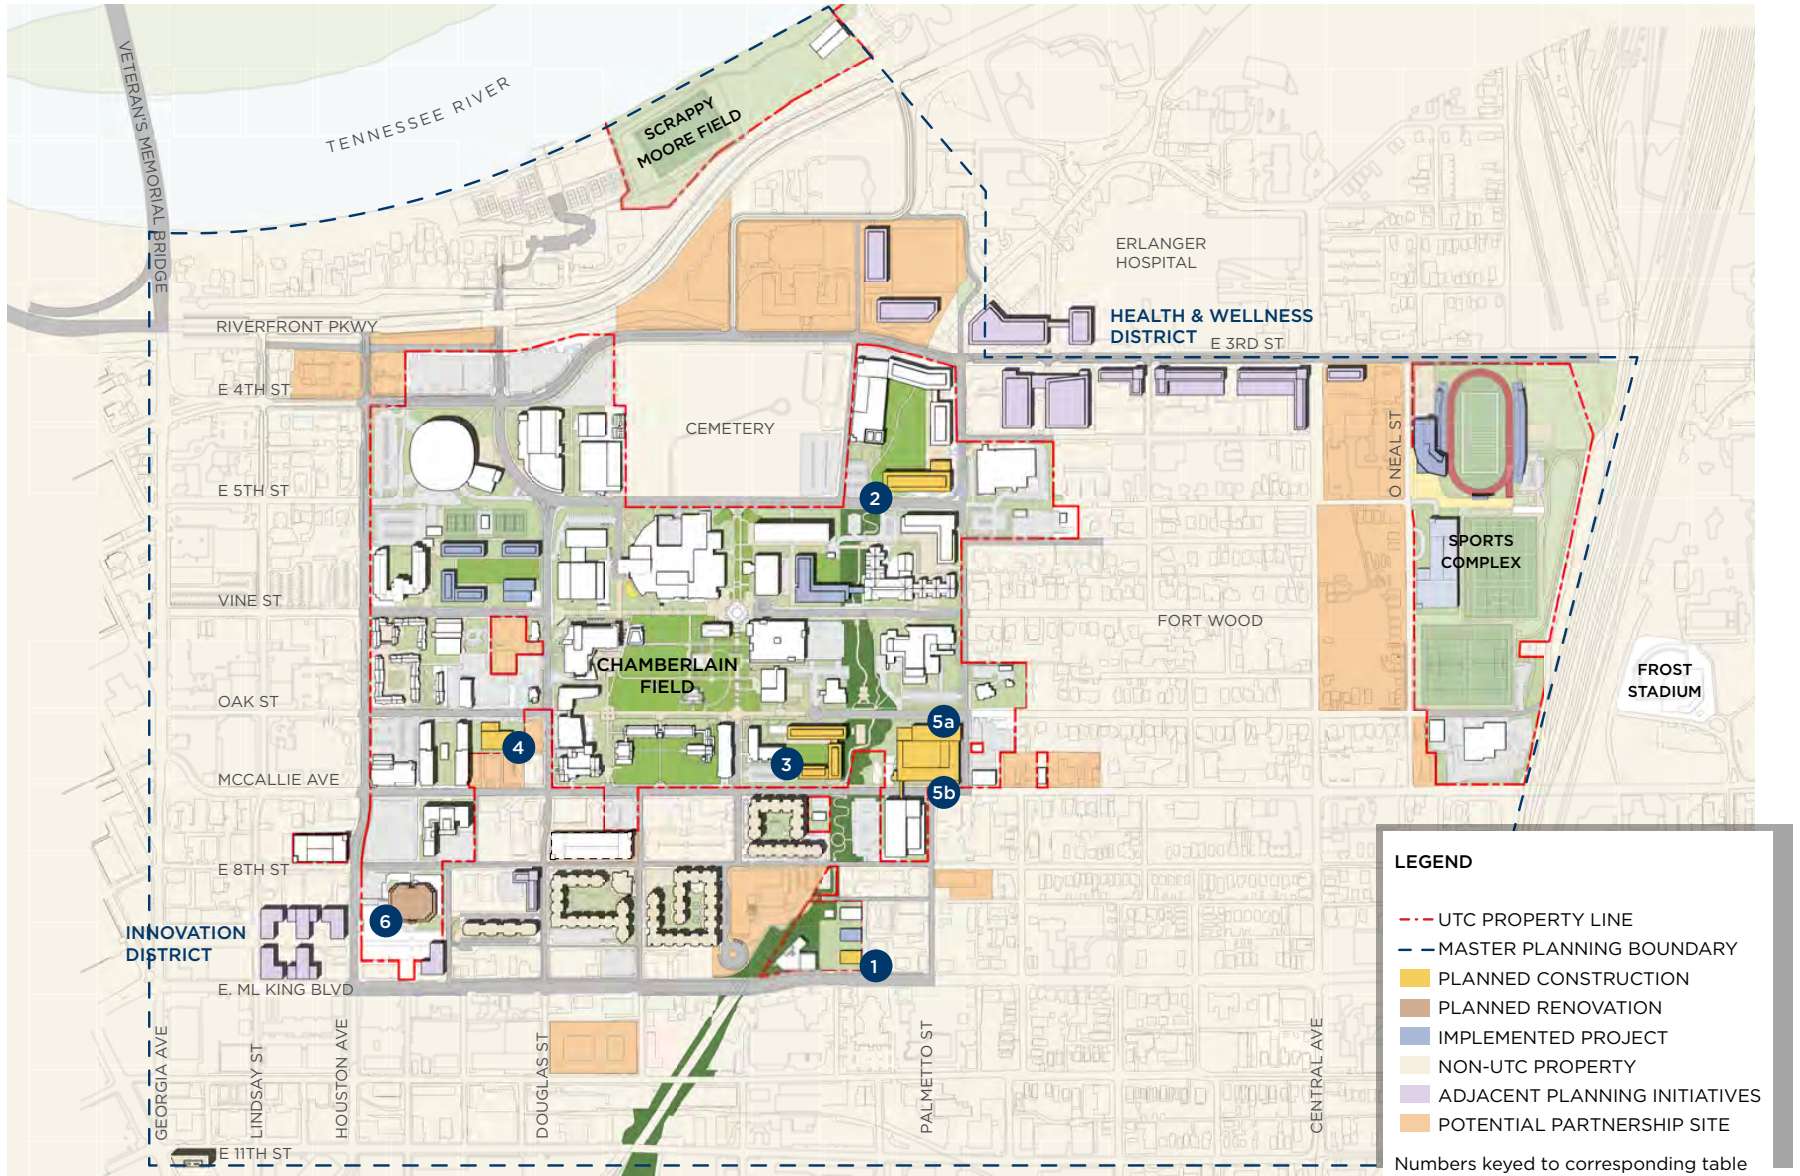 VETERAN'S MEMORIAL BRIDGE
TENNESSEE RIVER
SCRAPPY
MOORE FIELD
ERLANGER
HOSPITAL
RIVERFRONT PKWY
HEALTH & WELLNESS
DISTRICT
E 3RD ST
E 4TH ST
CEMETERY
O NEAL ST
E 5TH ST
2
SPORTS
COMPLEX
VINE ST
FORT WOOD
CHAMBERLAIN
FIELD
FROST
STADIUM
OAK ST
5a
4
3
MCCALLIE AVE
5b
E 8TH ST
6
INNOVATION
DISTRICT
1
E. ML KING BLVD
GEORGIA AVE
LINDSAY ST
HOUSTON AVE
DOUGLAS ST
PALMETTO ST
CENTRAL AVE
E 11TH ST
LEGEND
UTC PROPERTY LINE
MASTER PLANNING BOUNDARY
PLANNED CONSTRUCTION
PLANNED RENOVATION
IMPLEMENTED PROJECT
NON-UTC PROPERTY
ADJACENT PLANNING INITIATIVES
POTENTIAL PARTNERSHIP SITE
Numbers keyed to corresponding table